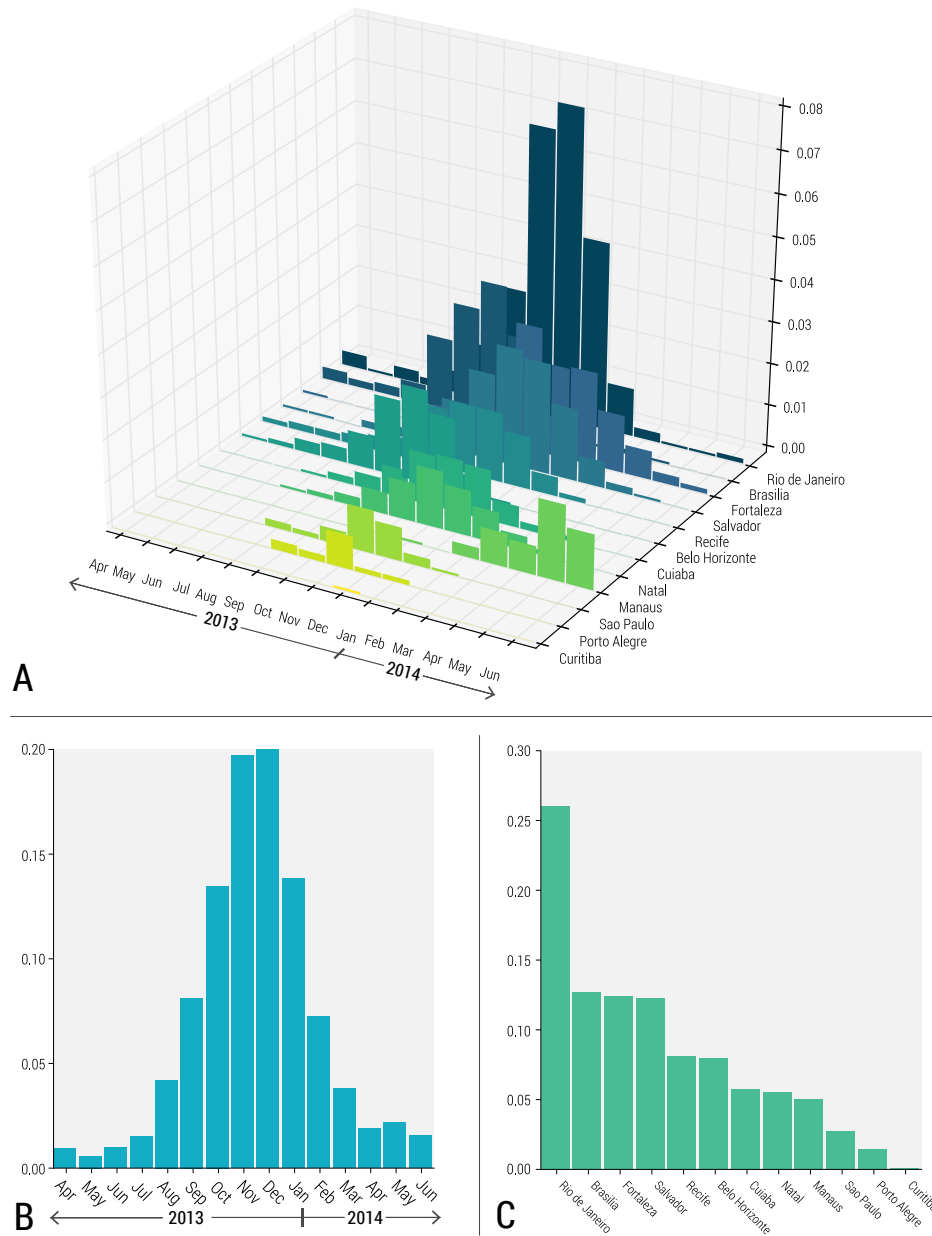 0.08
0.07
0.06
0.05
0.04
0.03
0.02
0.01
0.00
Rio de Janeiro
Brasilia
Fortaleza
Salvador
Recife
Belo Horizonte
Cuiaba
Natal
Manaus
Sao Paulo
Porto Alegre
Curitiba
Apr May Jun Jul Aug Sep Oct Nov Dec Jan Feb Mar Apr May Jun
2013 2014
A
0.20
0.15
0.10
0.05
0.00
Apr May Jun Jul Aug Sep Oct Nov Dec Jan Feb Mar Apr May Jun
2013 2014
B
0.30
0.25
0.20
0.15
0.10
0.05
0.00
Rio de Janeiro Brasilia Fortaleza Salvador Recife Belo Horizonte Cuiaba Natal Manaus Sao Paulo Porto Alegre Curitiba
C